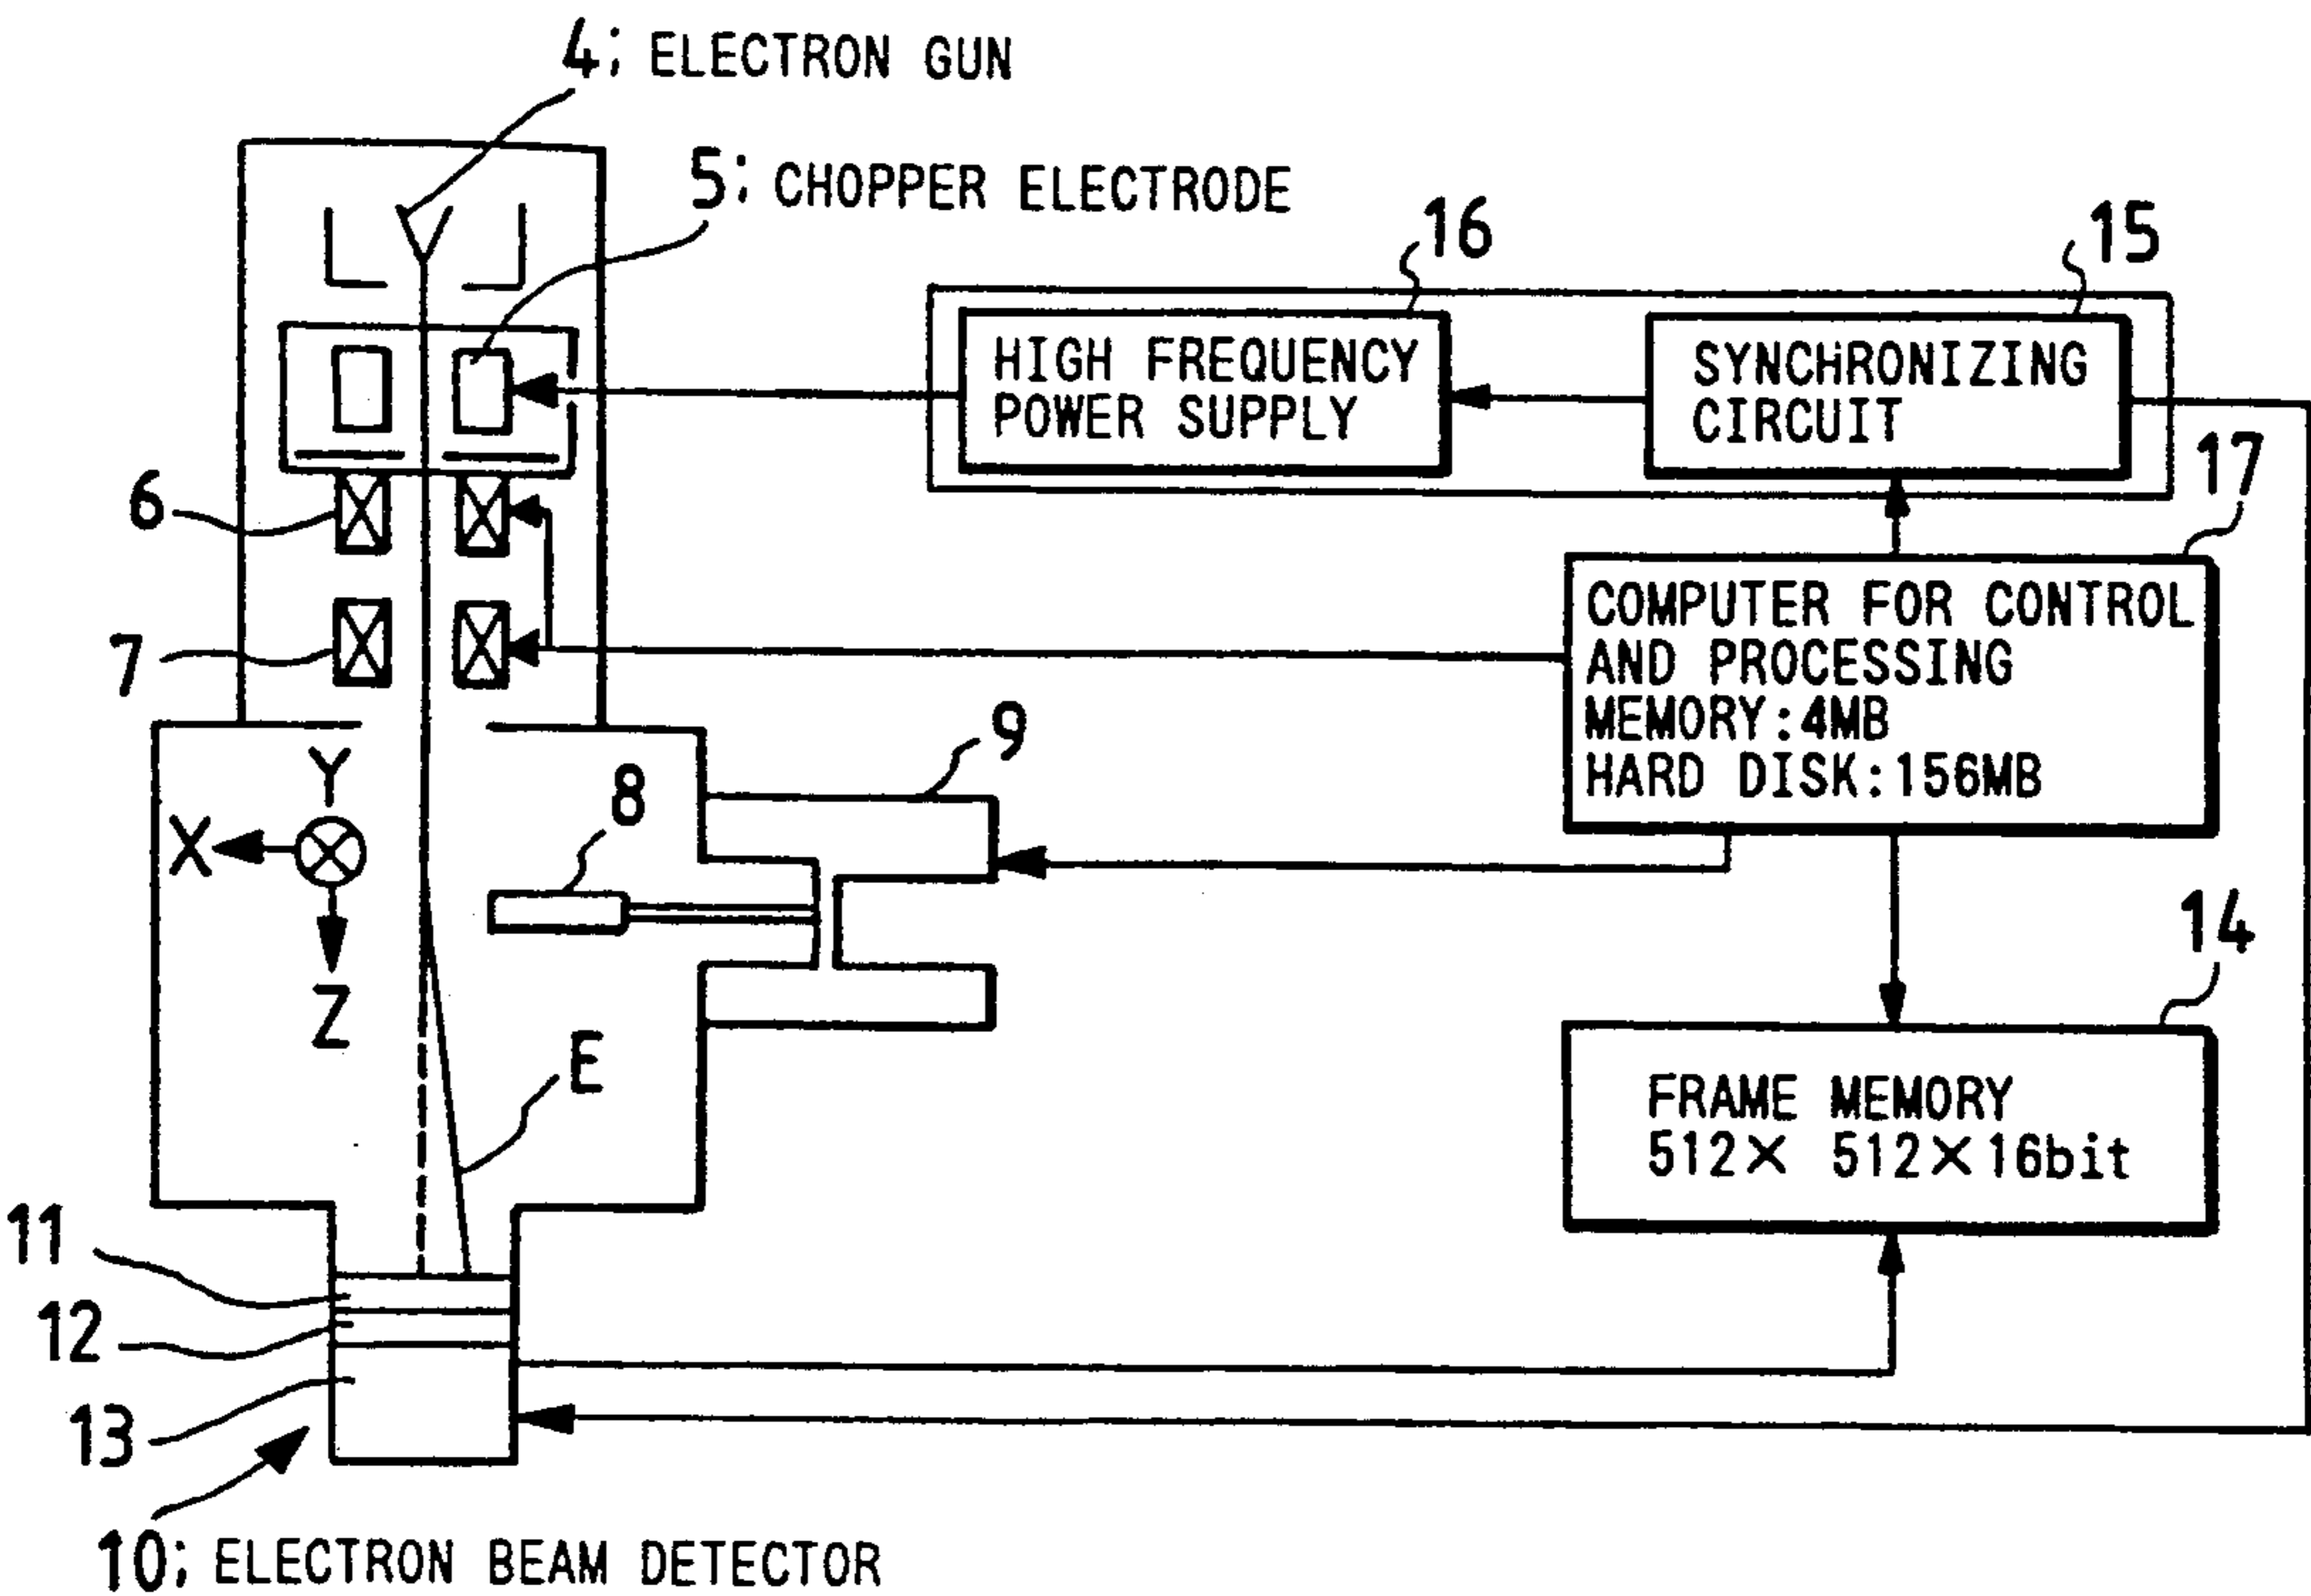 4; ELECTRON GUN
5; CHOPPER ELECTRODE
16
15
HIGH FREQUENCY
POWER SUPPLY
SYNCHRONIZING
CIRCUIT
17
6
COMPUTER FOR CONTROL
AND PROCESSING
MEMORY:4MB
HARD DISK:156MB
7
9
Y
8
X
14
Z
E
FRAME MEMORY
512× 512×16bit
11
12
13
10; ELECTRON BEAM DETECTOR